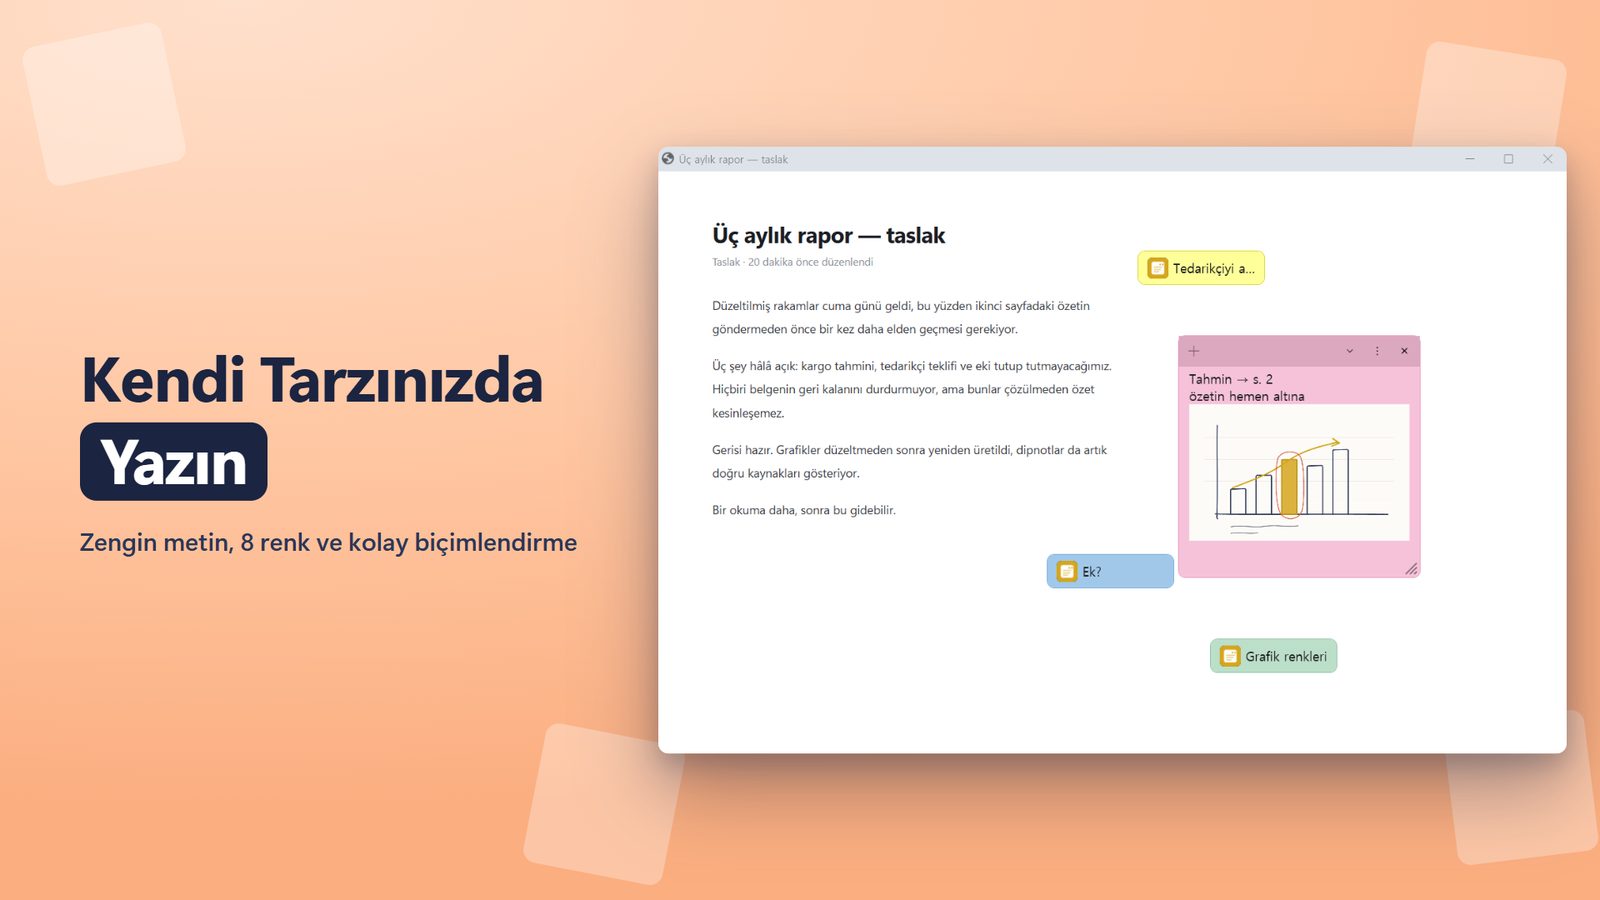 Kendi Tarzınızda
Yazın
Zengin metin, 8 renk ve kolay biçimlendirme
Üç aylık rapor — taslak
Üç aylık rapor — taslak
Taslak · 20 dakika önce düzenlendi
Düzeltilmiş rakamlar cuma günü geldi, bu yüzden ikinci sayfadaki özetin
göndermeden önce bir kez daha elden geçmesi gerekiyor.
Üç şey hâlâ açık: kargo tahmini, tedarikçi teklifi ve eki tutup tutmayacağımız.
Hiçbiri belgenin geri kalanını durdurmuyor, ama bunlar çözülmeden özet
kesinleşemez.
Gerisi hazır. Grafikler düzeltmeden sonra yeniden üretildi, dipnotlar da artık
doğru kaynakları gösteriyor.
Bir okuma daha, sonra bu gidebilir.
Tedarikçiyi a...
Tahmin → s. 2
özetin hemen altına
Ek?
Grafik renkleri